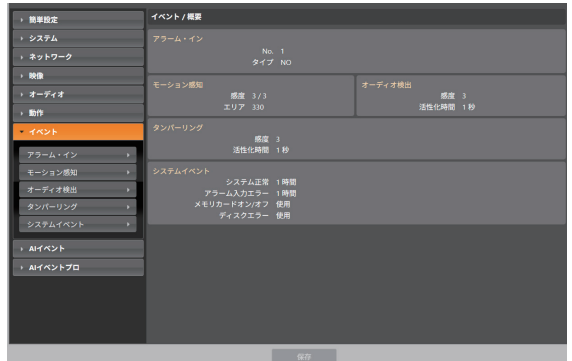 簡単設定
システム
ネットワーク
映像
オーディオ
動作
イベント
アラーム・イン
モーション感知
オーディオ検出
タンパーリング
システムイベント
AIイベント
AIイベントプロ
イベント / 概要
アラーム・イン
No. 1
タイプ NO
モーション感知
感度 3 / 3
エリア 330
オーディオ検出
感度 3
活性化時間 1 秒
タンパーリング
感度 3
活性化時間 1 秒
システムイベント
システム正常 1 時間
アラーム入力エラー 1 時間
メモリカードオン/オフ 使用
ディスクエラー 使用
保存